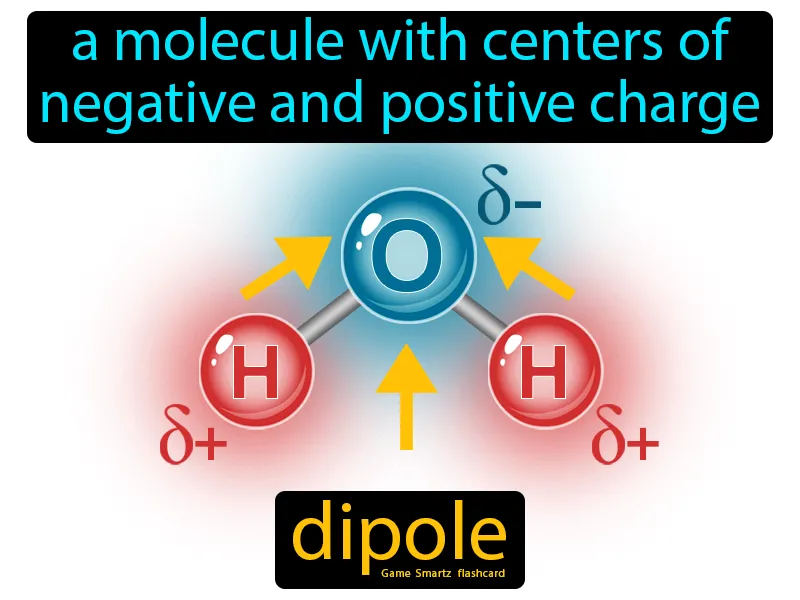 a molecule with centers of
negative and positive charge
δ-
O
H
H
δ+
δ+
dipole
Game Smartz flashcard